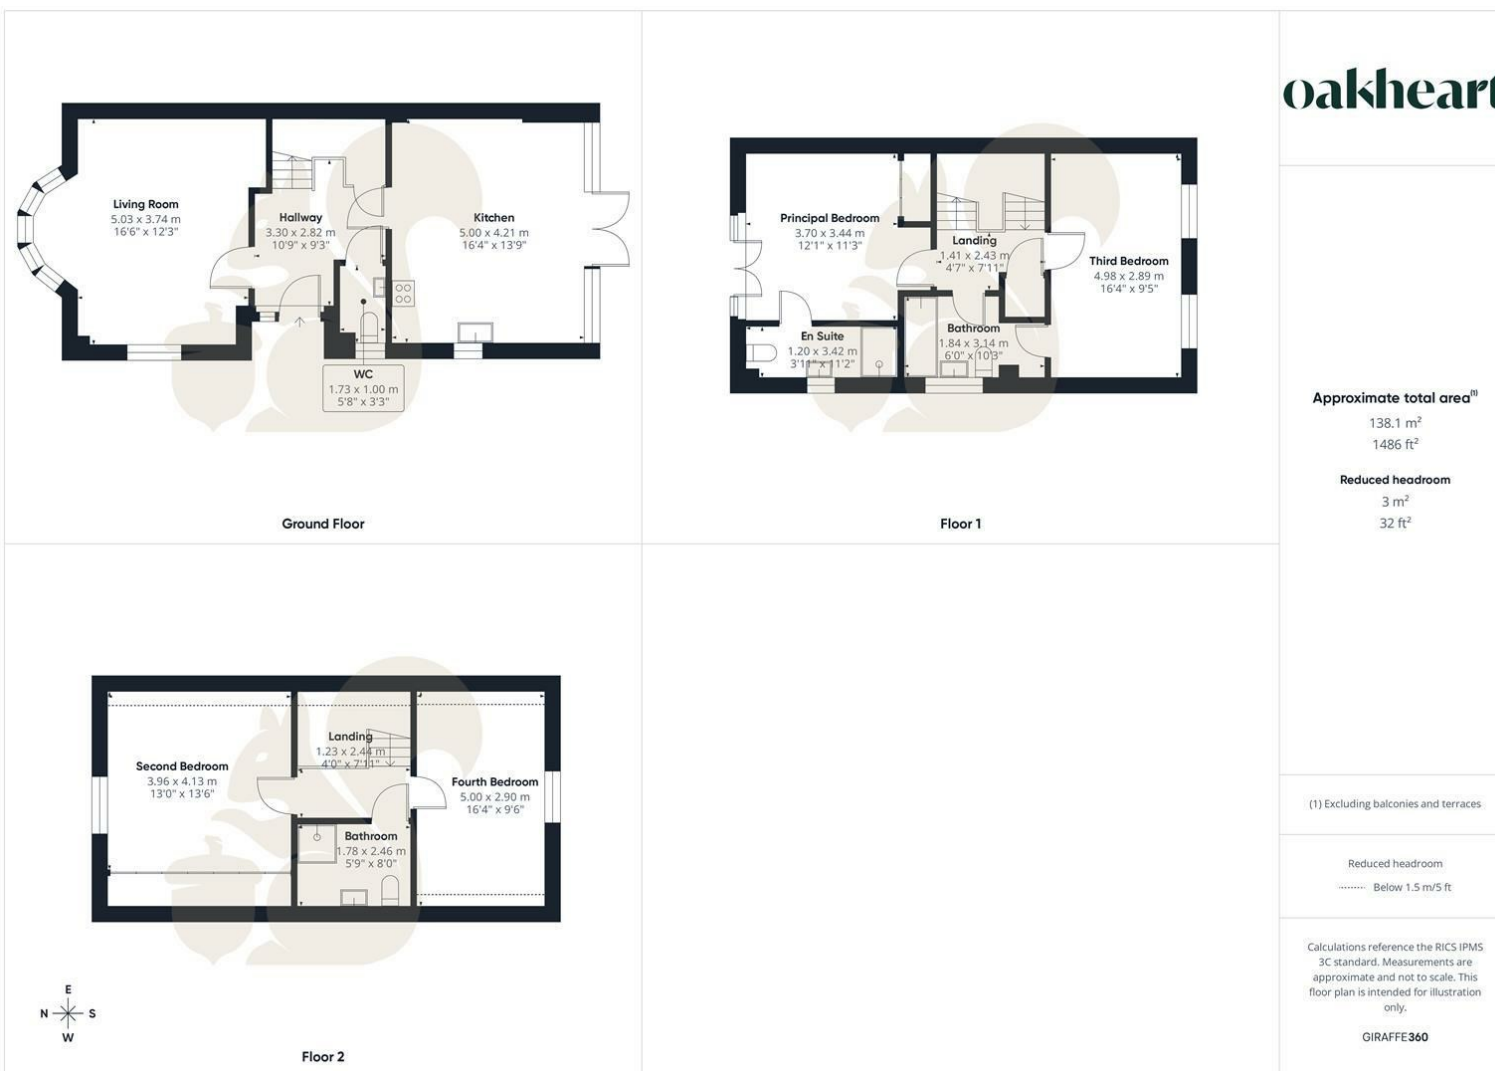 Living Room
5.03 x 3.74 m
16'6" x 12'3"
Hallway
3.30 x 2.82 m
10'9" x 9'3"
Kitchen
5.00 x 4.21 m
16'4" x 13'9"
WC
1.73 x 1.00 m
5'8" x 3'3"
Ground Floor
Principal Bedroom
3.70 x 3.44 m
12'1" x 11'3"
Landing
1.41 x 2.43 m
4'7" x 7'11"
Third Bedroom
4.98 x 2.89 m
16'4" x 9'5"
En Suite
1.20 x 3.42 m
3'11" x 11'2"
Bathroom
1.84 x 3.14 m
6'0" x 10'3"
Floor 1
Second Bedroom
3.96 x 4.13 m
13'0" x 13'6"
Landing
1.23 x 2.44 m
4'0" x 7'11"
Fourth Bedroom
5.00 x 2.90 m
16'4" x 9'6"
Bathroom
1.78 x 2.46 m
5'9" x 8'0"
E
N S
W
Floor 2
oakheart
Approximate total area(1)
138.1 m²
1486 ft²
Reduced headroom
3 m²
32 ft²
(1) Excluding balconies and terraces
Reduced headroom
Below 1.5 m/5 ft
Calculations reference the RICS IPMS
3C standard. Measurements are
approximate and not to scale. This
floor plan is intended for illustration
only.
GIRAFFE360